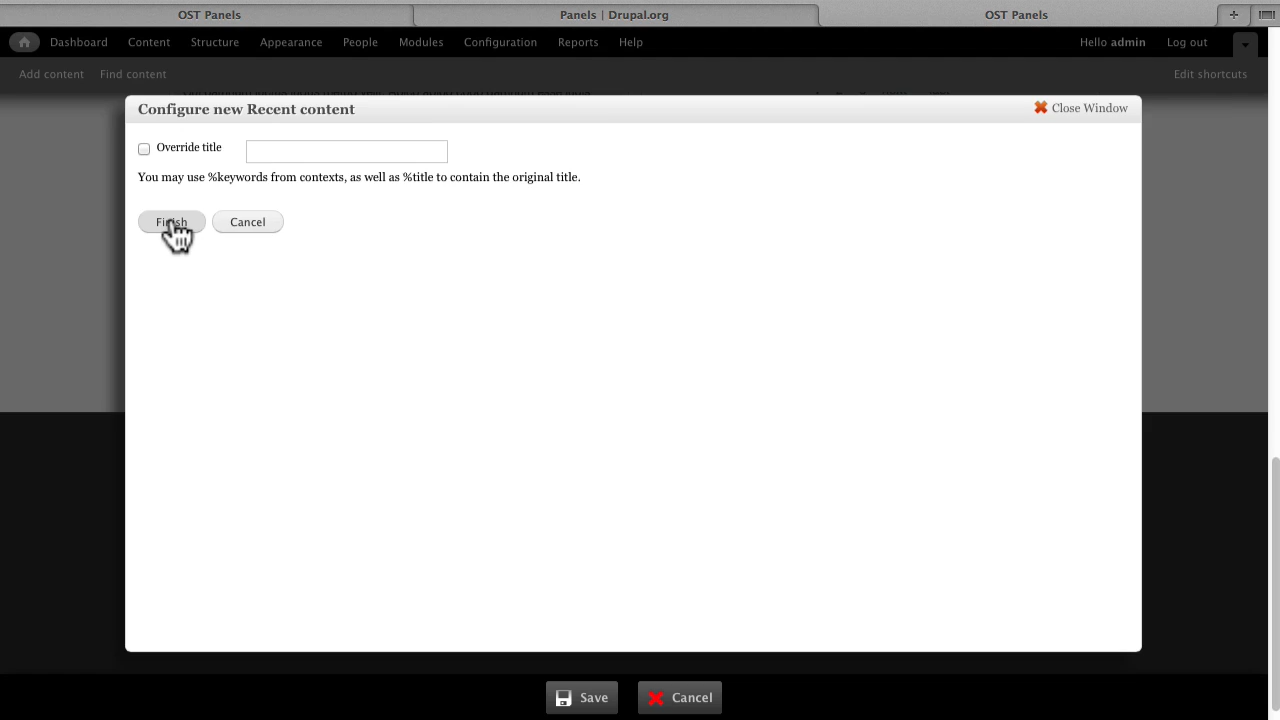 OST Panels
Panels | Drupal.org
OST Panels
Dashboard Content Structure Appearance People Modules Configuration Reports Help
Hello admin Log out
Add content Find content
Edit shortcuts
Configure new Recent content
Close Window
Override title
You may use %keywords from contexts, as well as %title to contain the original title.
Finish Cancel
Save Cancel